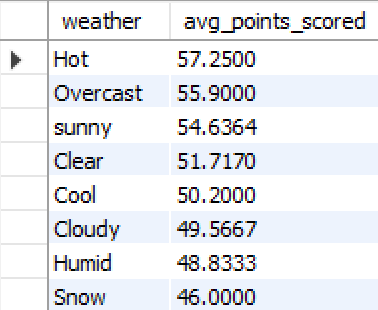 weather avg_points_scored
Hot 57.2500
Overcast 55.9000
sunny 54.6364
Clear 51.7170
Cool 50.2000
Cloudy 49.5667
Humid 48.8333
Snow 46.0000